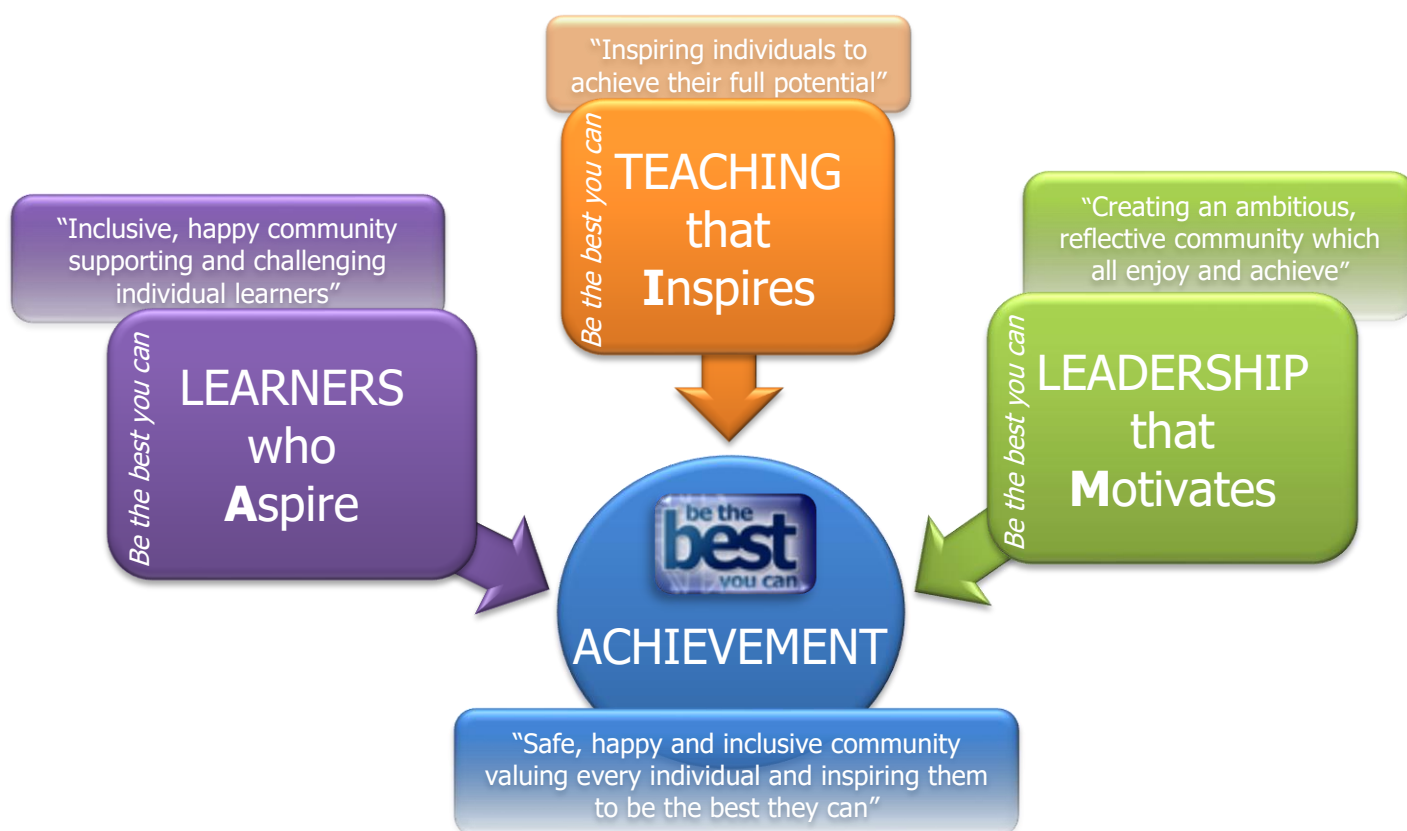 “Inspiring individuals to
achieve their full potential”
Be the best you can
TEACHING
that
Inspires
“Inclusive, happy community
supporting and challenging
individual learners”
Be the best you can
LEARNERS
who
Aspire
“Creating an ambitious,
reflective community which
all enjoy and achieve”
Be the best you can
LEADERSHIP
that
Motivates
be the
best
you can
ACHIEVEMENT
“Safe, happy and inclusive community
valuing every individual and inspiring them
to be the best they can”